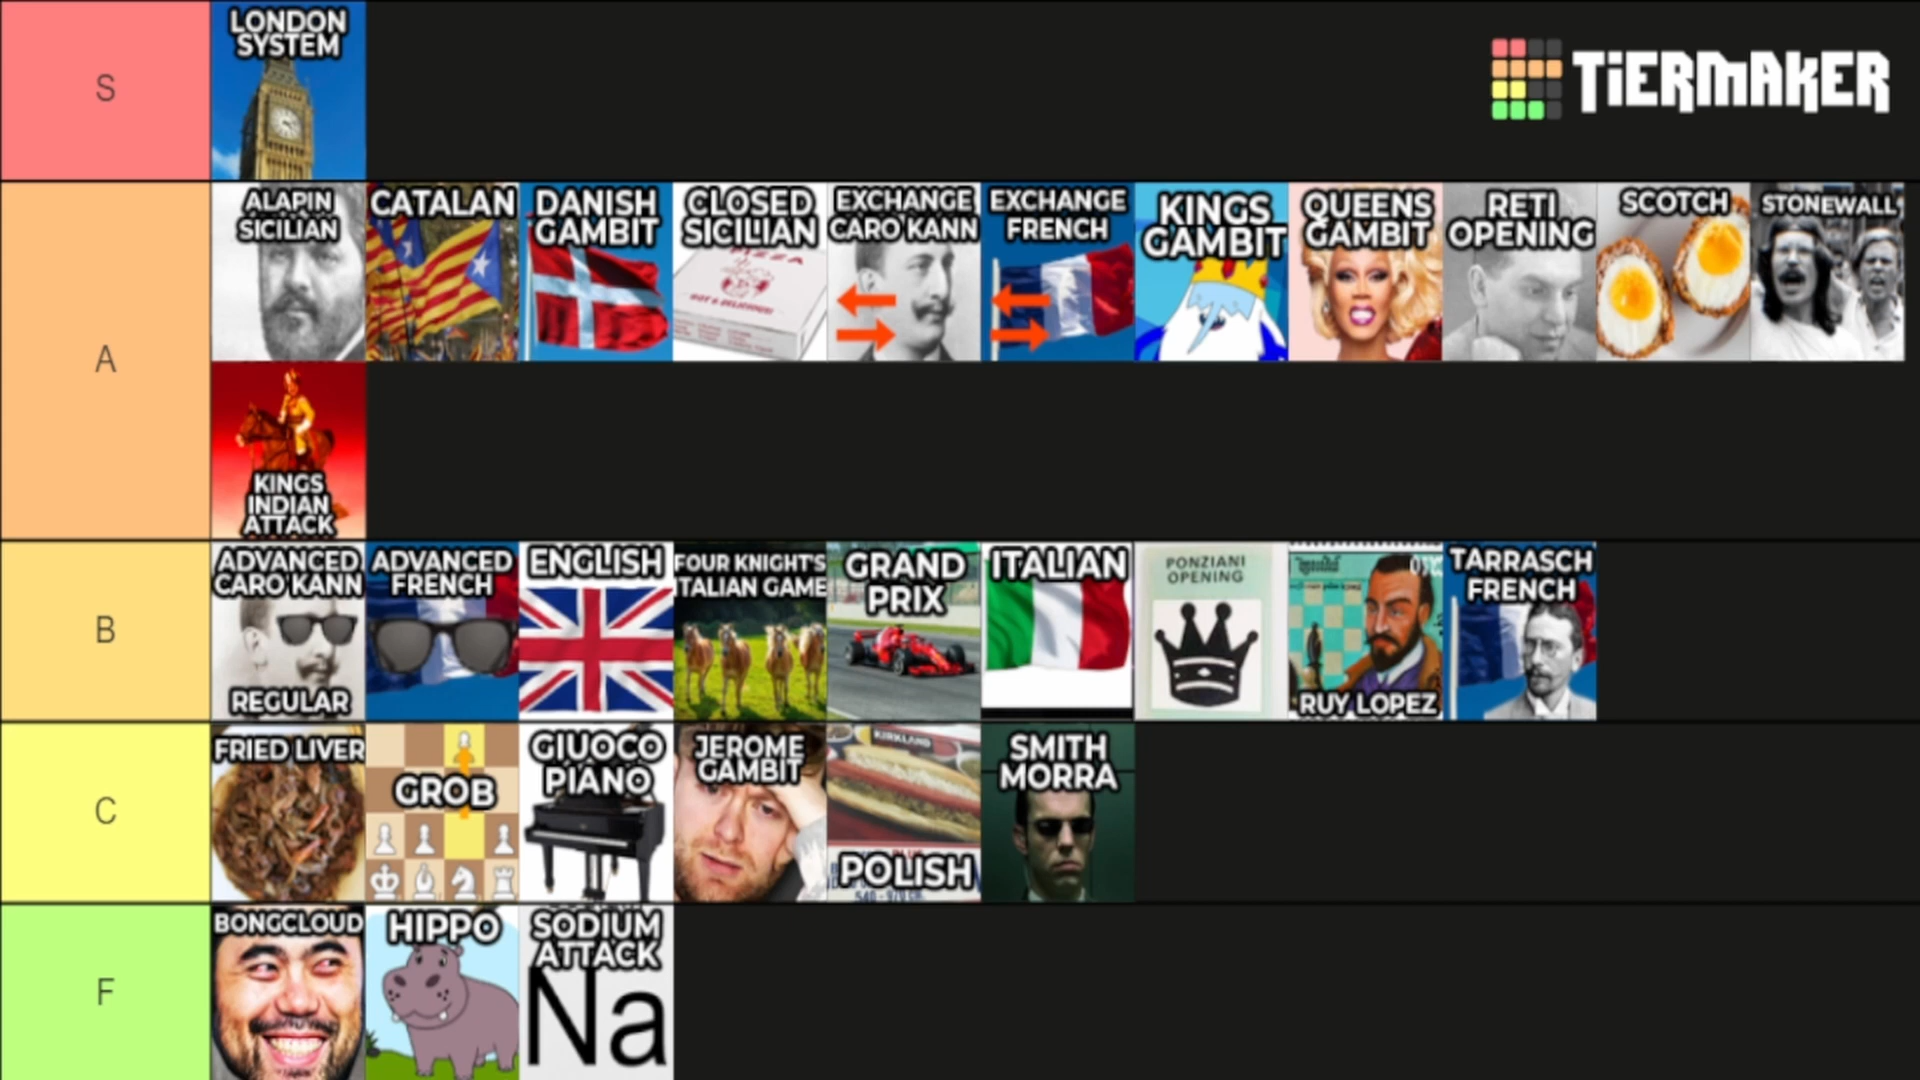 S
LONDON
SYSTEM
TiERMAKER
A
ALAPIN
SICILIAN
CATALAN
DANISH
GAMBIT
CLOSED
SICILIAN
EXCHANGE
CARO KANN
EXCHANGE
FRENCH
KINGS
GAMBIT
QUEENS
GAMBIT
RETI
OPENING
SCOTCH
STONEWALL
KINGS
INDIAN
ATTACK
B
ADVANCED
CARO KANN
REGULAR
ADVANCED
FRENCH
ENGLISH
FOUR KNIGHT'S
ITALIAN GAME
GRAND
PRIX
ITALIAN
PONZIANI
OPENING
RUY LOPEZ
TARRASCH
FRENCH
C
FRIED LIVER
GROB
GIUOCO
PIANO
JEROME
GAMBIT
KIRKLAND
POLISH
SMITH
MORRA
F
BONGCLOUD
HIPPO
SODIUM
ATTACK
Na